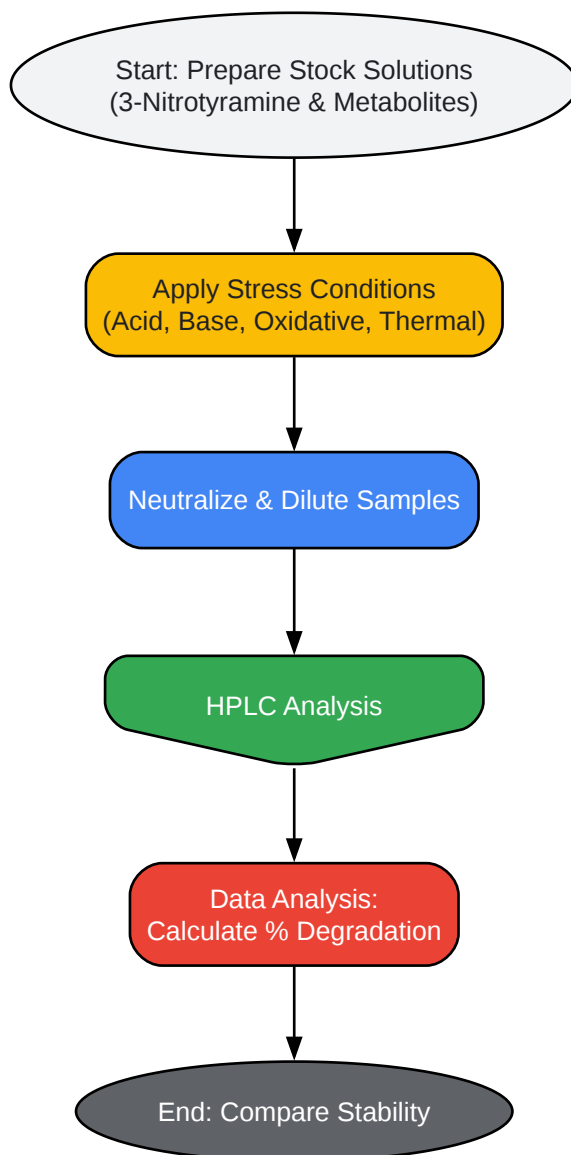 Start: Prepare Stock Solutions
(3-Nitrotyramine & Metabolites)
Apply Stress Conditions
(Acid, Base, Oxidative, Thermal)
Neutralize & Dilute Samples
HPLC Analysis
Data Analysis:
Calculate % Degradation
End: Compare Stability